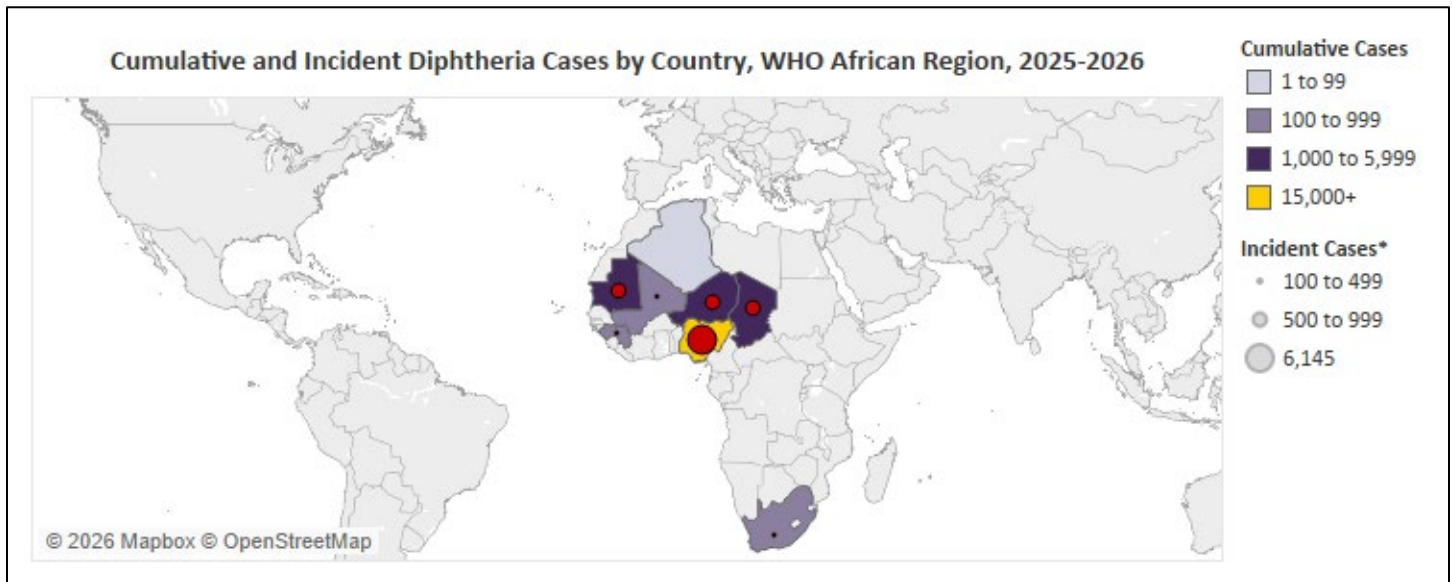 Cumulative and Incident Diphtheria Cases by Country, WHO African Region, 2025-2026
Cumulative Cases
1 to 99
100 to 999
1,000 to 5,999
15,000+
Incident Cases*
100 to 499
500 to 999
6,145
© 2026 Mapbox © OpenStreetMap